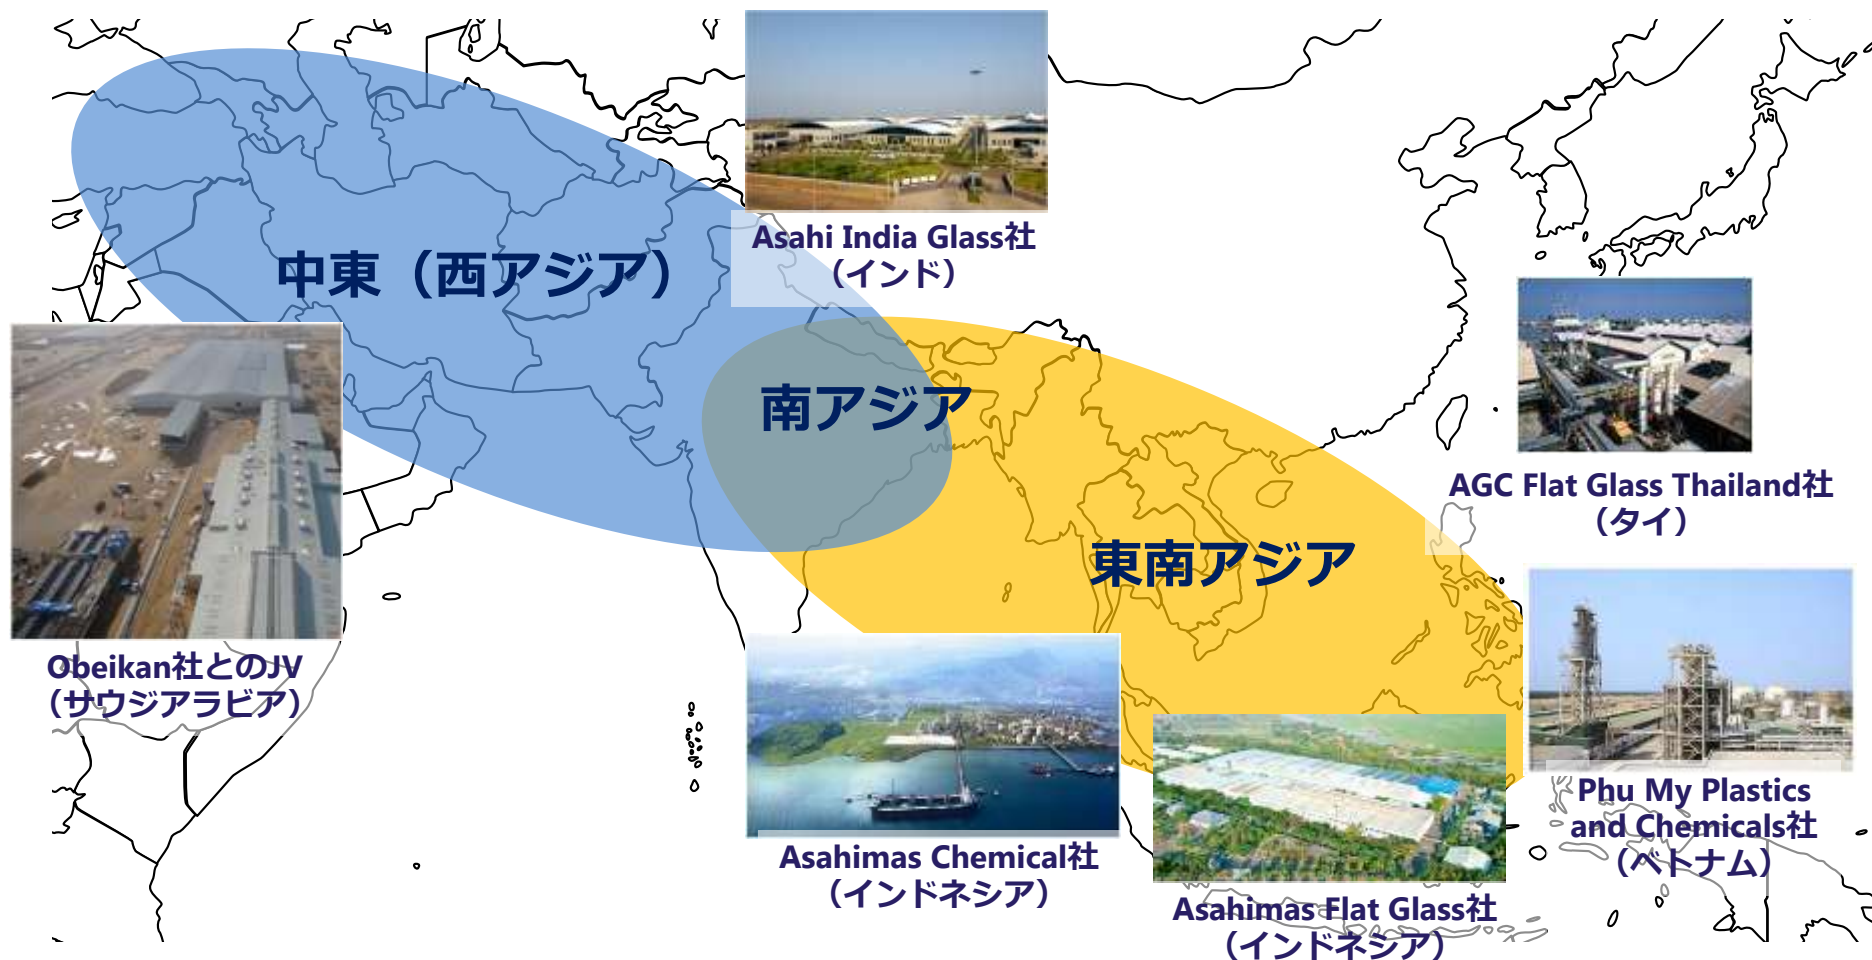 Asahi India Glass社
（インド）
中東（西アジア）
南アジア
東南アジア
AGC Flat Glass Thailand社
（タイ）
Obeikan社とのJV
（サウジアラビア）
Phu My Plastics
and Chemicals社
（ベトナム）
Asahimas Chemical社
（インドネシア）
Asahimas Flat Glass社
（インドネシア）